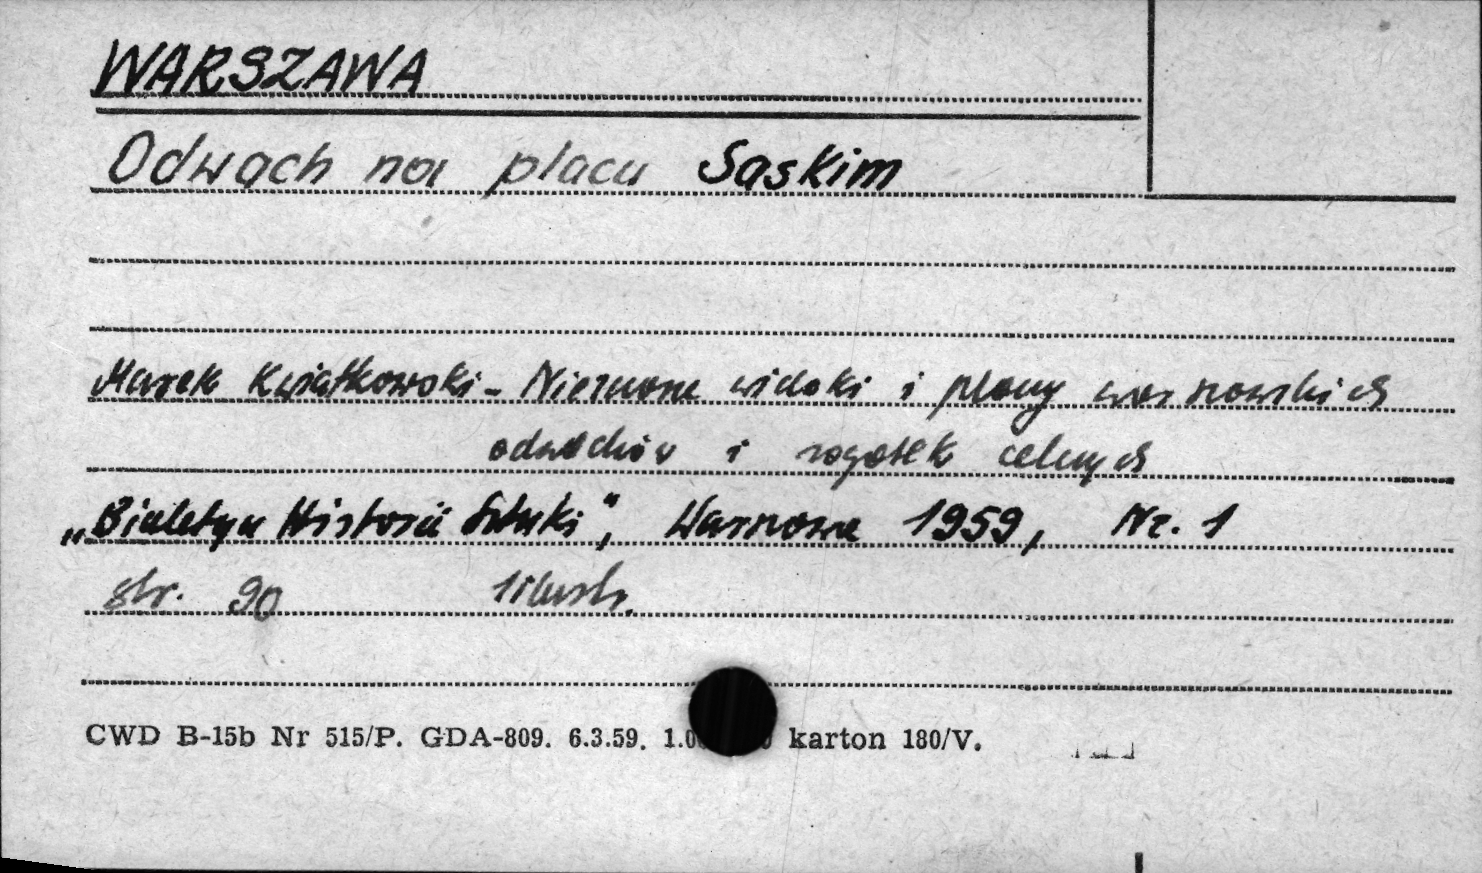 WARSZAWA
Odwach na placu Saskim
Marek Kwiatkowski - Nieznane widoki i plany warszawskich
odwachów i rogatek celnych
„Biuletyn Historii Sztuki”, Warszawa 1959, Nr. 1
str. 90 1 ilustr.
CWD B-15b Nr 515/P. GDA-809. 6.3.59. karton 180/V.